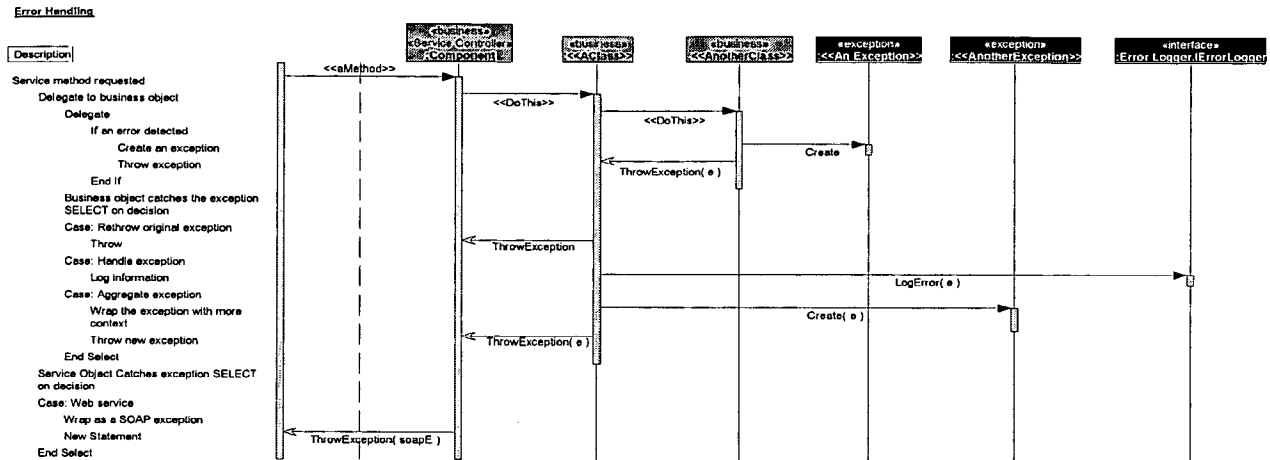 Error Handling
Description
«business»
«Service Controller»
:Component
«business»
:<<AClass>>
«business»
:<<AnotherClass>>
«exception»
:<<An Exception>>
«exception»
:<<AnotherException>>
«interface»
:Error Logger.IErrorLogger
Service method requested
<<aMethod>>
Delegate to business object
<<DoThis>>
Delegate
<<DoThis>>
If an error detected
Create an exception
Create
Throw exception
ThrowException( e )
End If
Business object catches the exception
SELECT on decision
Case: Rethrow original exception
Throw
ThrowException
Case: Handle exception
Log information
LogError( e )
Case: Aggregate exception
Wrap the exception with more
context
Create( e )
Throw new exception
ThrowException( e )
End Select
Service Object Catches exception SELECT
on decision
Case: Web service
Wrap as a SOAP exception
New Statement
ThrowException( soapE )
End Select